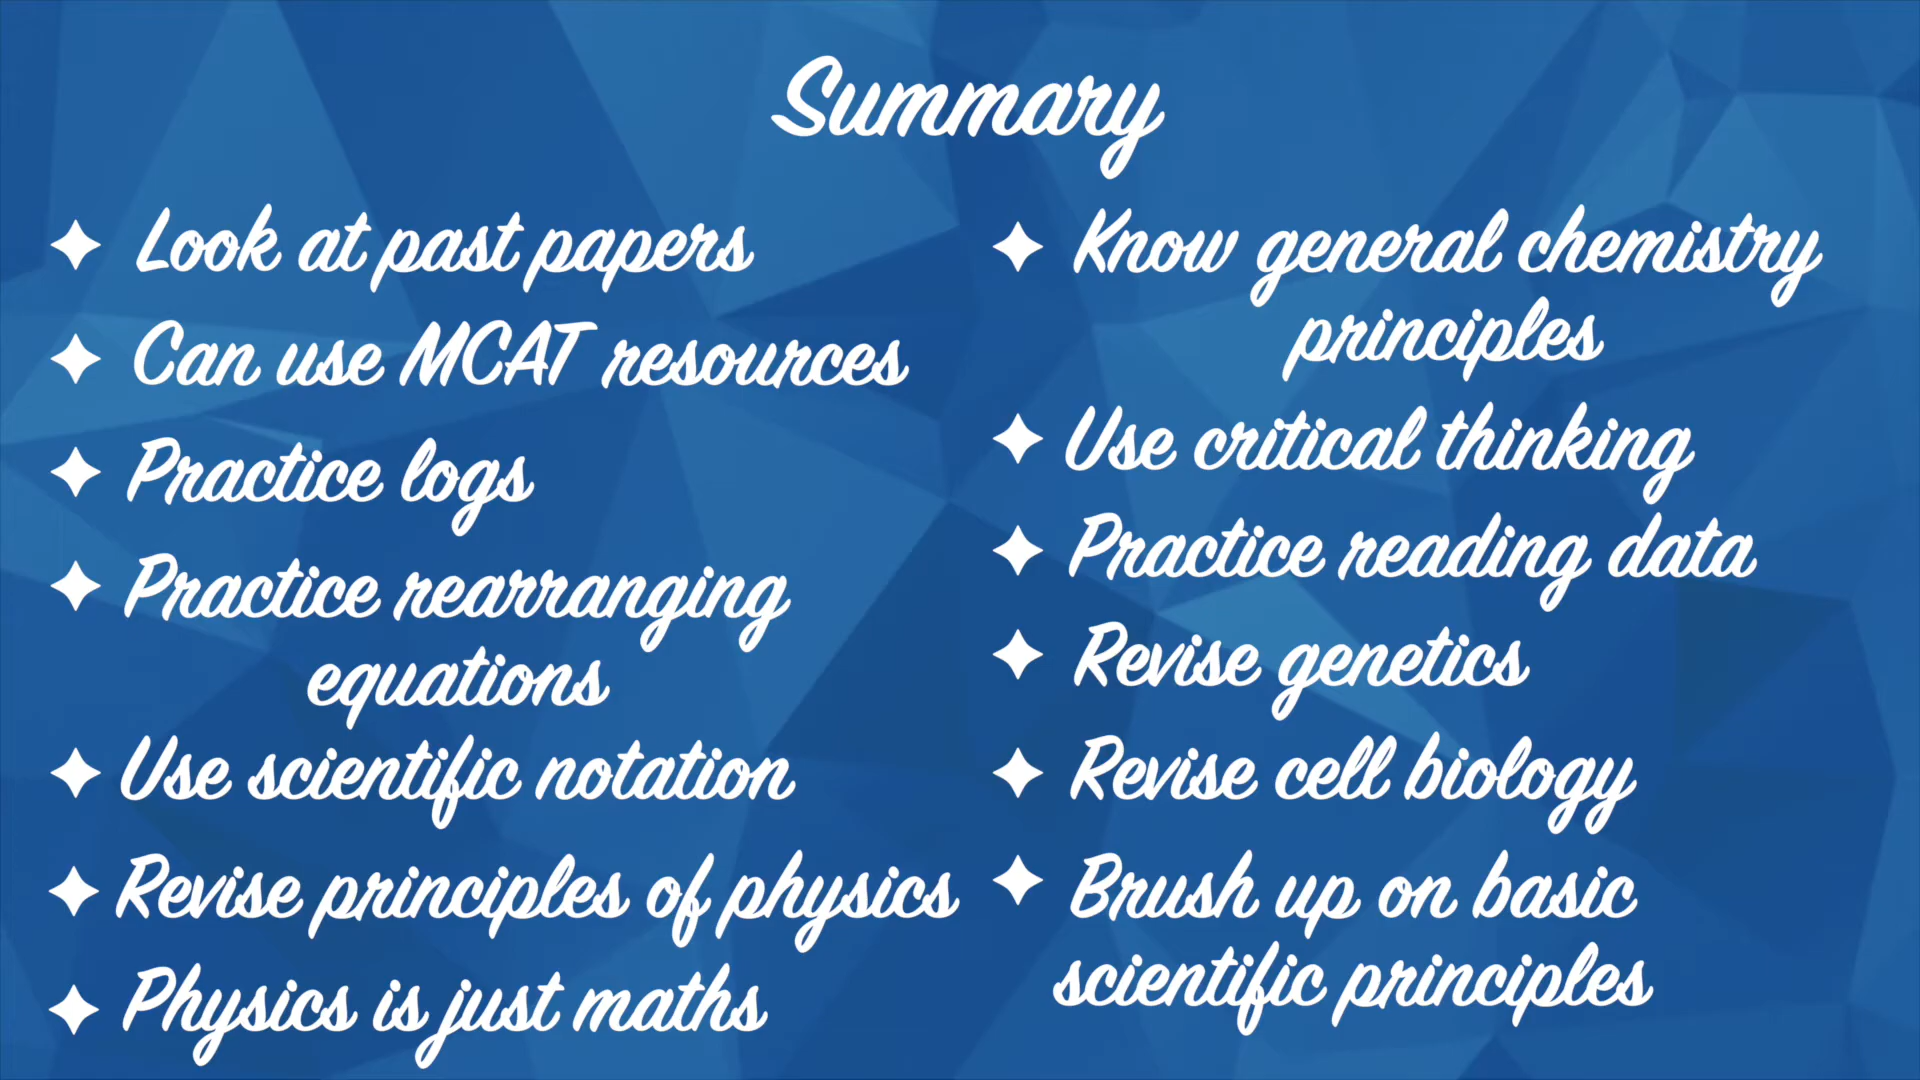 Summary
Look at past papers
Can use MCAT resources
Practice logs
Practice rearranging
equations
Use scientific notation
Revise principles of physics
Physics is just maths
Know general chemistry
principles
Use critical thinking
Practice reading data
Revise genetics
Revise cell biology
Brush up on basic
scientific principles